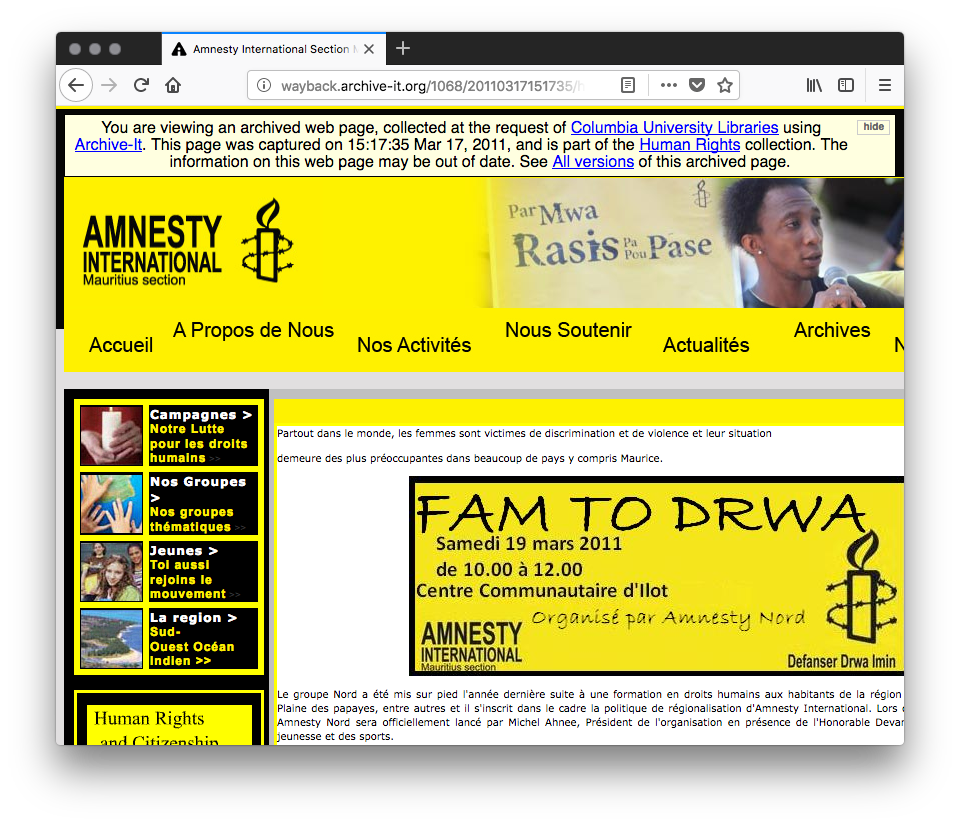 Amnesty International Section M
wayback.archive-it.org/1068/20110317151735/h
You are viewing an archived web page, collected at the request of Columbia University Libraries using
hide
Archive-It. This page was captured on 15:17:35 Mar 17, 2011, and is part of the Human Rights collection. The
information on this web page may be out of date. See All versions of this archived page.
AMNESTY
INTERNATIONAL
Mauritius section
Par Mwa
Rasis Pa Pou Pase
Accueil
A Propos de Nous
Nos Activités
Nous Soutenir
Actualités
Archives
N
Campagnes >
Notre Lutte
pour les droits
humains >>
Nos Groupes
>
Nos groupes
thématiques >>
Jeunes >
Toi aussi
rejoins le
mouvement >>
La region >
Sud-
Ouest Océan
Indien >>
Human Rights
and Citizenship
Partout dans le monde, les femmes sont victimes de discrimination et de violence et leur situation
demeure des plus préoccupantes dans beaucoup de pays y compris Maurice.
FAM TO DRWA
Samedi 19 mars 2011
de 10.00 à 12.00
Centre Communautaire d'Ilot
Organisé par Amnesty Nord
AMNESTY
INTERNATIONAL
Mauritius section
Defanser Drwa Imin
Le groupe Nord a été mis sur pied l'année dernière suite à une formation en droits humains aux habitants de la région
Plaine des papayes, entre autres et il s'inscrit dans le cadre la politique de régionalisation d'Amnesty International. Lors
Amnesty Nord sera officiellement lancé par Michel Ahnee, Président de l'organisation en présence de l'Honorable Devar
jeunesse et des sports.